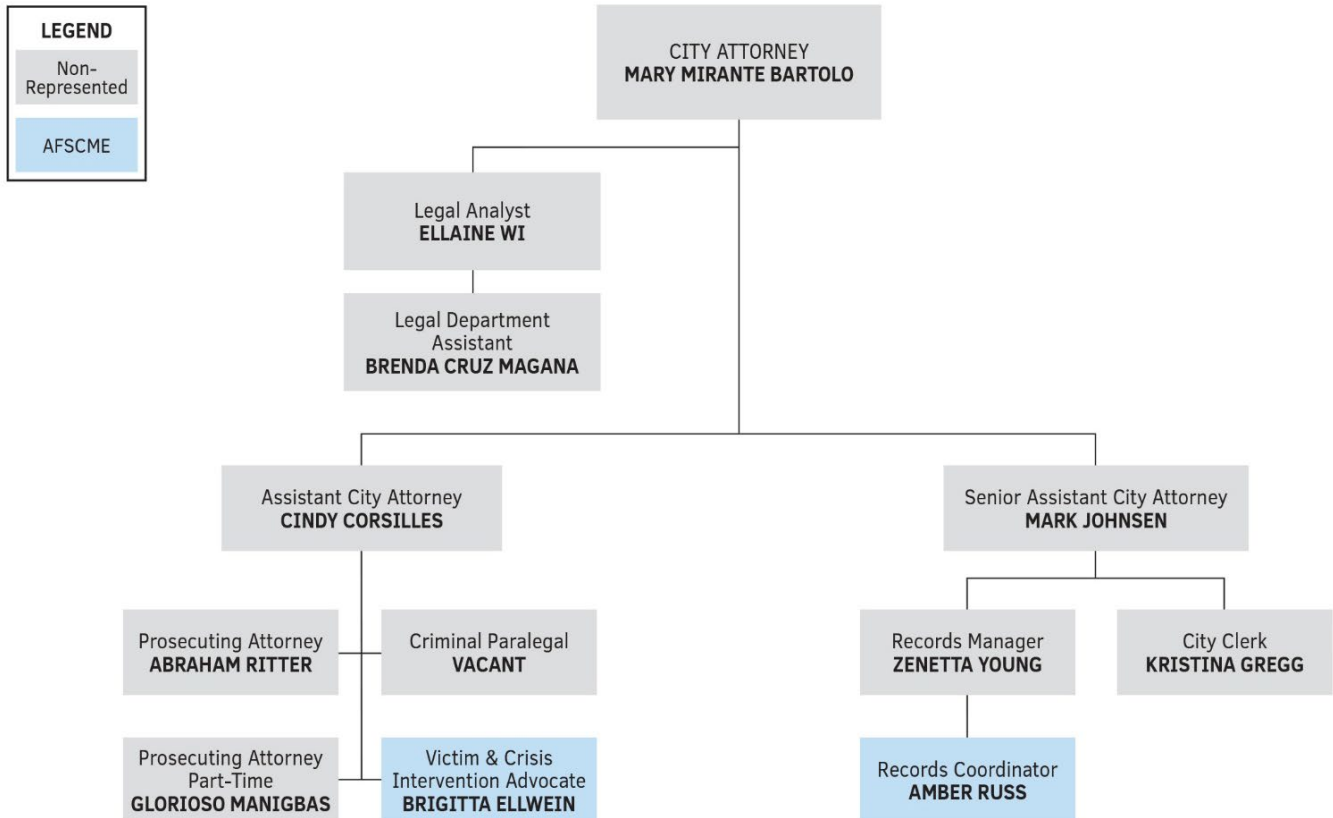 LEGEND
Non-
Represented
AFSCME
CITY ATTORNEY
MARY MIRANTE BARTOLO
Legal Analyst
ELLAINE WI
Legal Department
Assistant
BRENDA CRUZ MAGANA
Assistant City Attorney
CINDY CORSILLES
Senior Assistant City Attorney
MARK JOHNSEN
Prosecuting Attorney
ABRAHAM RITTER
Criminal Paralegal
VACANT
Records Manager
ZENETTA YOUNG
City Clerk
KRISTINA GREGG
Prosecuting Attorney
Part-Time
GLORIOSO MANIGBAS
Victim & Crisis
Intervention Advocate
BRIGITTA ELLWEIN
Records Coordinator
AMBER RUSS